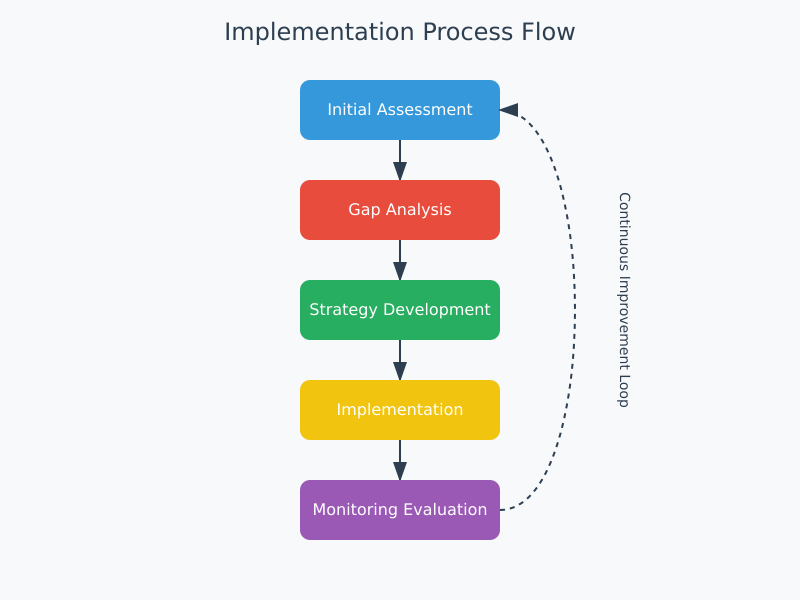 Implementation Process Flow
Initial Assessment
Gap Analysis
Strategy Development
Implementation
Monitoring Evaluation
Continuous Improvement Loop